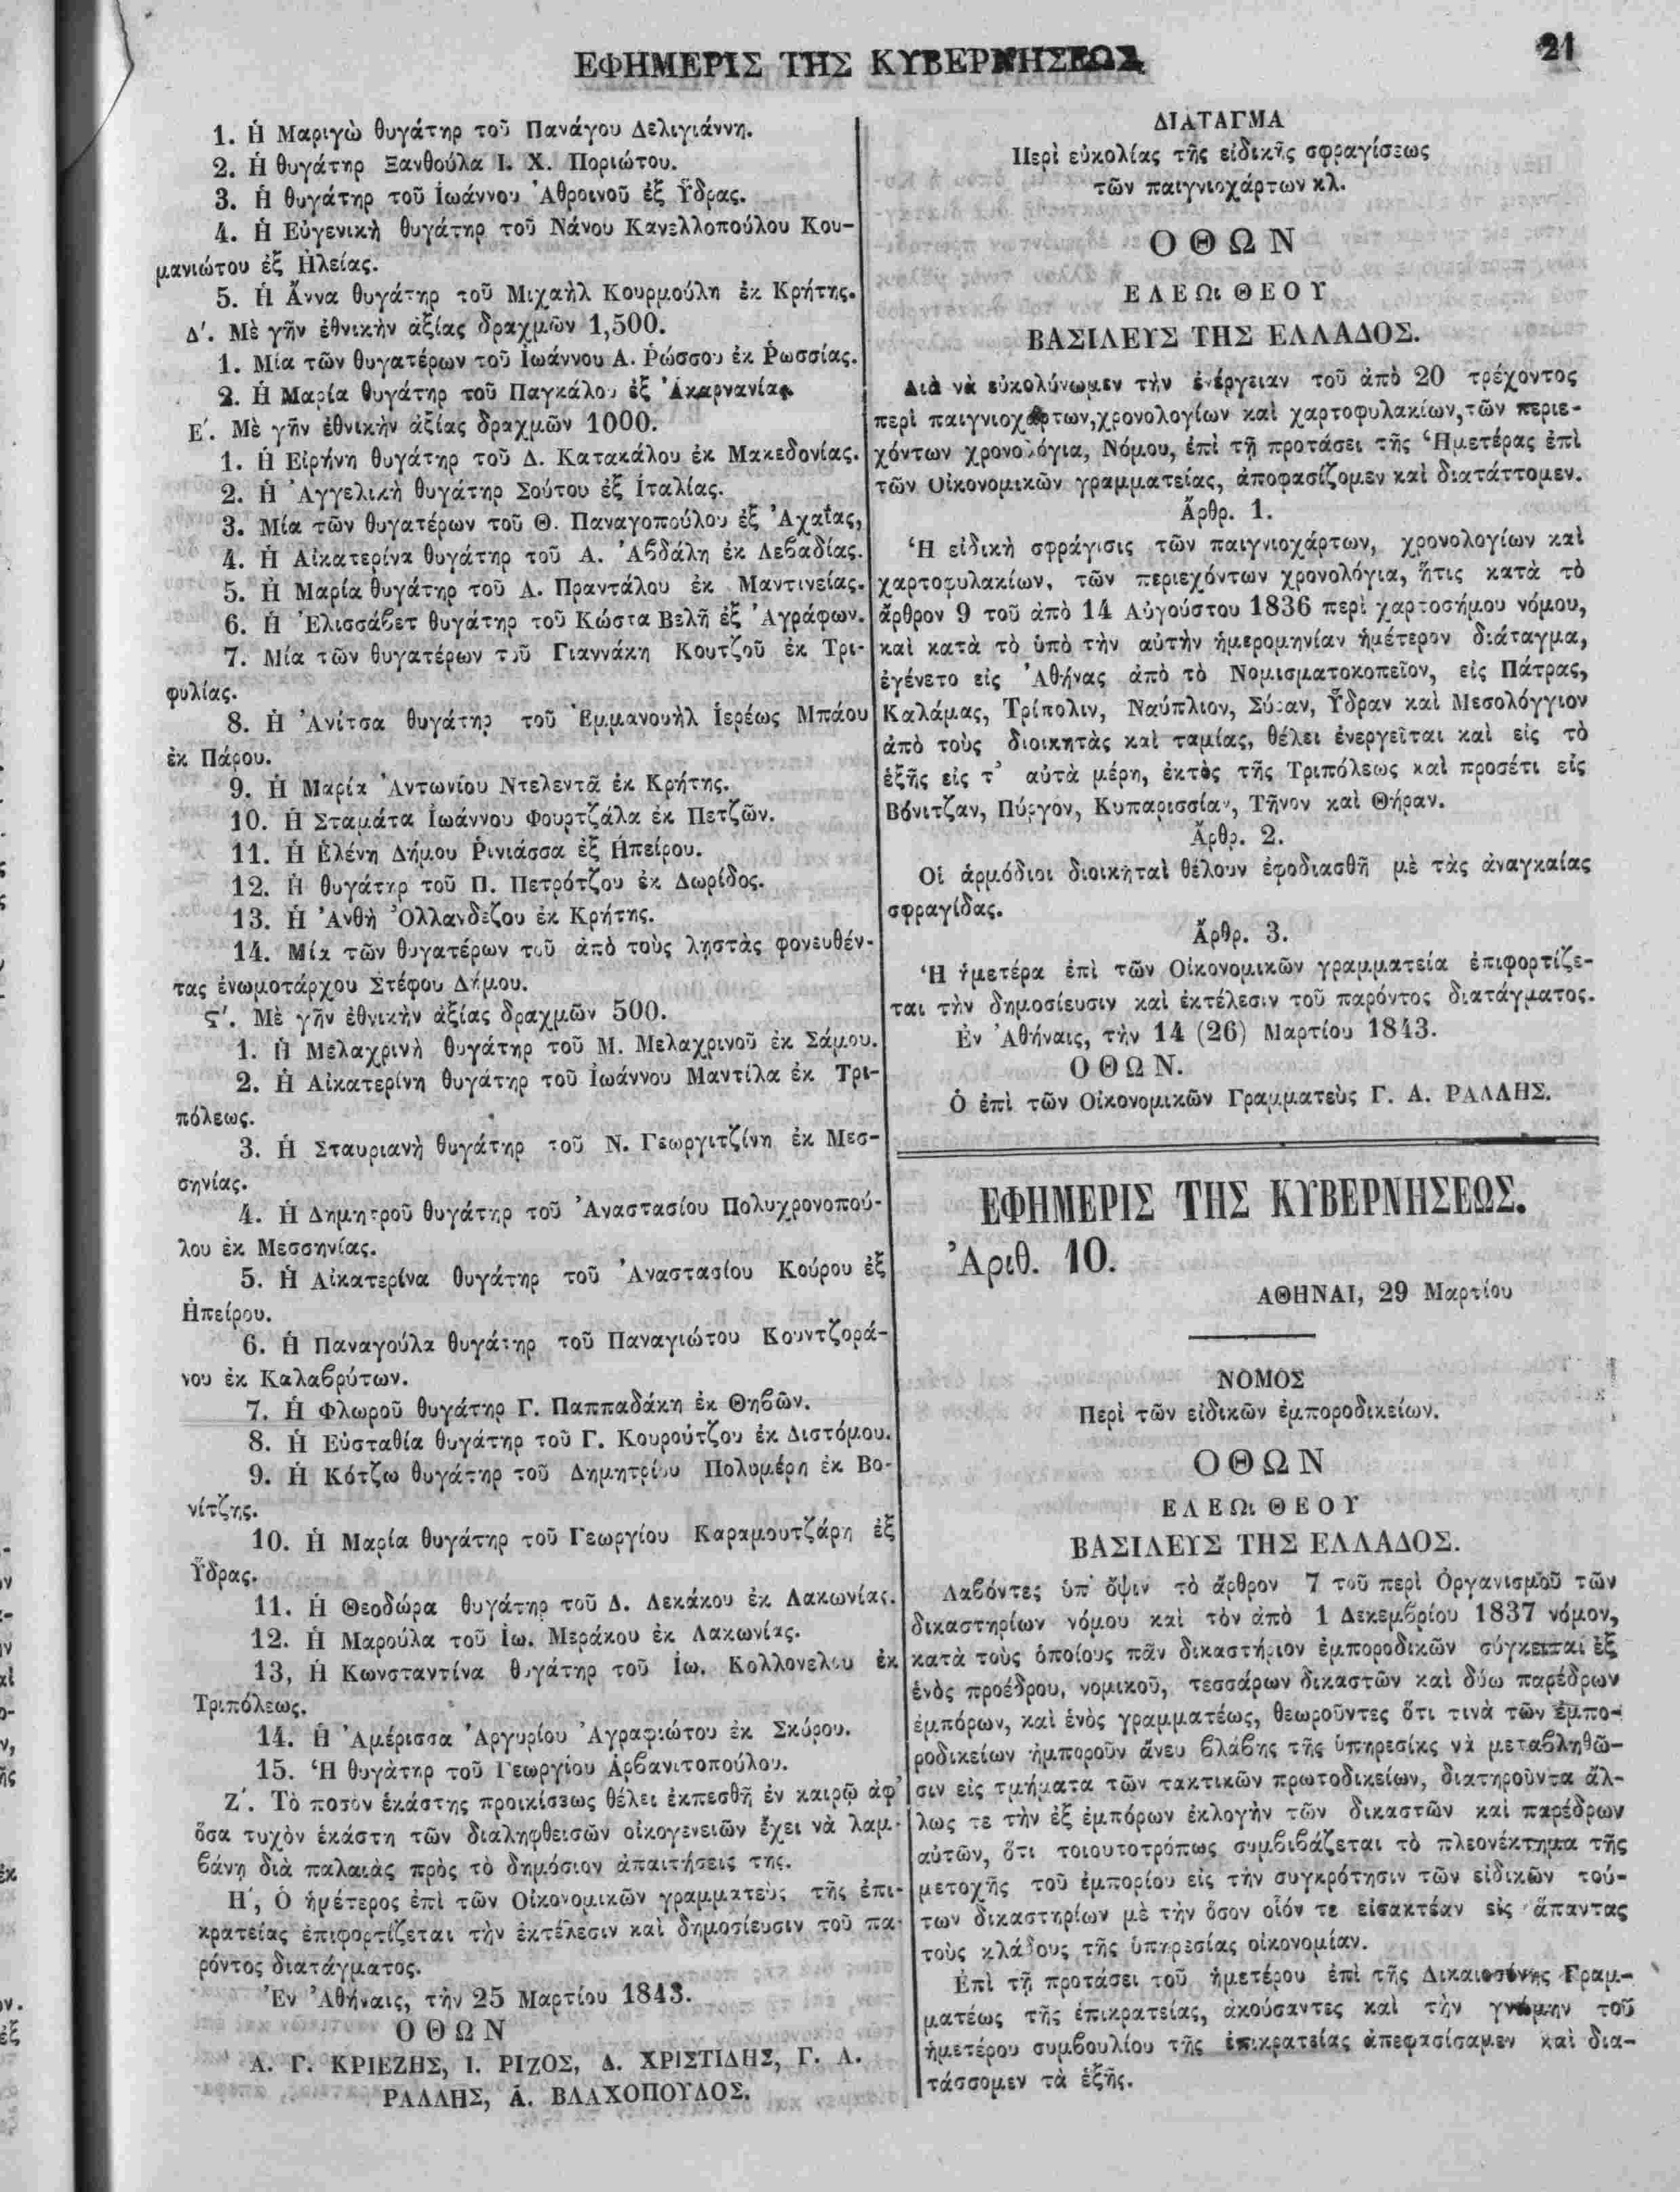 ΕΦΗΜΕΡΙΣ ΤΗΣ ΚΥΒΕΡΝΗΣΕΩΣ
21
1. Ἡ Μαριγὼ θυγάτηρ τοῦ Πανάγου Δελιγιάννη.
2. Ἡ θυγάτηρ Ξανθούλα Ι. Χ. Ποριώτου.
3. Ἡ θυγάτηρ τοῦ Ἰωάννου Ἀθροινοῦ ἐξ Ὕδρας.
4. Ἡ Εὐγενικὴ θυγάτηρ τοῦ Νάνου Κανελλοπούλου Κου-
μανιώτου ἐξ Ἠλείας.
5. Ἡ Ἄννα θυγάτηρ τοῦ Μιχαὴλ Κουρμούλη ἐκ Κρήτης.
Δ΄. Μὲ γῆν ἐθνικὴν ἀξίας δραχμῶν 1,500.
1. Μία τῶν θυγατέρων τοῦ Ἰωάννου Α. Ῥώσσου ἐκ Ῥωσσίας.
2. Ἡ Μαρία θυγάτηρ τοῦ Παγκάλου ἐξ Ἀκαρνανίας
Ε΄. Μὲ γῆν ἐθνικὴν ἀξίας δραχμῶν 1000.
1. Ἡ Εἰρήνη θυγάτηρ τοῦ Δ. Κατακάλου ἐκ Μακεδονίας.
2. Ἡ Ἀγγελικὴ θυγάτηρ Σούτου ἐξ Ἰταλίας.
3. Μία τῶν θυγατέρων τοῦ Θ. Παναγοπούλου ἐξ Ἀχαΐας,
4. Ἡ Αἰκατερίνα θυγάτηρ τοῦ Α. Ἀβδάλη ἐκ Λεβαδίας.
5. Ἡ Μαρία θυγάτηρ τοῦ Δ. Πραντάλου ἐκ Μαντινείας.
6. Ἡ Ἐλισσάβετ θυγάτηρ τοῦ Κώστα Βελῆ ἐξ Ἀγράφων.
7. Μία τῶν θυγατέρων τοῦ Γιαννάκη Κουτζοῦ ἐκ Τρι-
φυλίας.
8. Ἡ Ἀνίτσα θυγάτηρ τοῦ Ἐμμανουὴλ Ἱερέως Μπάου
ἐκ Πάρου.
9. Ἡ Μαρία Ἀντωνίου Ντελεντᾶ ἐκ Κρήτης.
10. Ἡ Σταμάτα Ἰωάννου Φουρτζάλα ἐκ Πετζῶν.
11. Ἡ Ἑλένη Δήμου Ῥινιάσσα ἐξ Ἠπείρου.
12. Ἡ θυγάτηρ τοῦ Π. Πετρότζου ἐκ Δωρίδος.
13. Ἡ Ἀνθὴ Ὀλλανδέζου ἐκ Κρήτης.
14. Μία τῶν θυγατέρων τοῦ ἀπὸ τοὺς λῃστὰς φονευθέν-
τας ἐνωμοτάρχου Στέφου Δήμου.
ς΄. Μὲ γῆν ἐθνικὴν ἀξίας δραχμῶν 500.
1. Ἡ Μελαχρινὴ θυγάτηρ τοῦ Μ. Μελαχρινοῦ ἐκ Σάμου.
2. Ἡ Αἰκατερίνη θυγάτηρ τοῦ Ἰωάννου Μαντίλα ἐκ Τρι-
πόλεως.
3. Ἡ Σταυριανὴ θυγάτηρ τοῦ Ν. Γεωργιτζίνη ἐκ Μεσ-
σηνίας.
4. Ἡ Δημητροῦ θυγάτηρ τοῦ Ἀναστασίου Πολυχρονοπού-
λου ἐκ Μεσσηνίας.
5. Ἡ Αἰκατερίνα θυγάτηρ τοῦ Ἀναστασίου Κούρου ἐξ
Ἠπείρου.
6. Ἡ Παναγούλα θυγάτηρ τοῦ Παναγιώτου Κουντζορά-
νου ἐκ Καλαβρύτων.
7. Ἡ Φλωροῦ θυγάτηρ Γ. Παππαδάκη ἐκ Θηβῶν.
8. Ἡ Εὐσταθία θυγάτηρ τοῦ Γ. Κουρούτζου ἐκ Διστόμου.
9. Ἡ Κότζω θυγάτηρ τοῦ Δημητρίου Πολυμέρη ἐκ Βο-
νίτζης.
10. Ἡ Μαρία θυγάτηρ τοῦ Γεωργίου Καραμουτζάρη ἐξ
Ὕδρας.
11. Ἡ Θεοδώρα θυγάτηρ τοῦ Δ. Λεκάκου ἐκ Λακωνίας.
12. Ἡ Μαρούλα τοῦ Ἰω. Μεράκου ἐκ Λακωνίας.
13, Ἡ Κωνσταντίνα θυγάτηρ τοῦ Ἰω. Κολλονελου ἐκ
Τριπόλεως.
14. Ἡ Ἀμέρισσα Ἀργυρίου Ἀγραφιώτου ἐκ Σκύρου.
15. Ἡ θυγάτηρ τοῦ Γεωργίου Ἀρβανιτοπούλου.
Ζ΄. Τὸ ποσὸν ἑκάστης προικίσεως θέλει ἐκπεσθῆ ἐν καιρῷ ἀφ᾽
ὅσα τυχὸν ἑκάστη τῶν διαληφθεισῶν οἰκογενειῶν ἔχει νὰ λαμ-
βάνῃ διὰ παλαιὰς πρὸς τὸ δημόσιον ἀπαιτήσεις της.
Η΄, Ὁ ἡμέτερος ἐπὶ τῶν Οἰκονομικῶν γραμματεὺς τῆς ἐπι-
κρατείας ἐπιφορτίζεται τὴν ἐκτέλεσιν καὶ δημοσίευσιν τοῦ πα-
ρόντος διατάγματος.
Ἐν Ἀθήναις, τὴν 25 Μαρτίου 1843.
ΟΘΩΝ
Α. Γ. ΚΡΙΕΖΗΣ, Ι. ΡΙΖΟΣ, Δ. ΧΡΙΣΤΙΔΗΣ, Γ. Α.
ΡΑΛΛΗΣ, Α. ΒΛΑΧΟΠΟΥΛΟΣ.
ΔΙΑΤΑΓΜΑ
Περὶ εὐκολίας τῆς εἰδικῆς σφραγίσεως
τῶν παιγνιοχάρτων κλ.
ΟΘΩΝ
ΕΛΕΩι ΘΕΟΥ
ΒΑΣΙΛΕΥΣ ΤΗΣ ΕΛΛΑΔΟΣ.
Διὰ νὰ εὐκολύνωμεν τὴν ἐνέργειαν τοῦ ἀπὸ 20 τρέχοντος
περὶ παιγνιοχάρτων, χρονολογίων καὶ χαρτοφυλακίων, τῶν περιε-
χόντων χρονολόγια, Νόμου, ἐπὶ τῇ προτάσει τῆς Ἡμετέρας ἐπὶ
τῶν Οἰκονομικῶν γραμματείας, ἀποφασίζομεν καὶ διατάττομεν.
Ἄρθρ. 1.
Ἡ εἰδικὴ σφράγισις τῶν παιγνιοχάρτων, χρονολογίων καὶ
χαρτοφυλακίων, τῶν περιεχόντων χρονολόγια, ἥτις κατὰ τὸ
ἄρθρον 9 τοῦ ἀπὸ 14 Αὐγούστου 1836 περὶ χαρτοσήμου νόμου,
καὶ κατὰ τὸ ὑπὸ τὴν αὐτὴν ἡμερομηνίαν ἡμέτερον διάταγμα,
ἐγένετο εἰς Ἀθήνας ἀπὸ τὸ Νομισματοκοπεῖον, εἰς Πάτρας,
Καλάμας, Τρίπολιν, Ναύπλιον, Σύραν, Ὕδραν καὶ Μεσολόγγιον
ἀπὸ τοὺς διοικητὰς καὶ ταμίας, θέλει ἐνεργεῖται καὶ εἰς τὸ
ἑξῆς εἰς τ᾽ αὐτὰ μέρη, ἐκτὸς τῆς Τριπόλεως καὶ προσέτι εἰς
Βόνιτζαν, Πύργον, Κυπαρισσίαν, Τῆνον καὶ Θήραν.
Ἄρθρ. 2.
Οἱ ἁρμόδιοι διοικηταὶ θέλουν ἐφοδιασθῆ μὲ τὰς ἀναγκαίας
σφραγίδας.
Ἄρθρ. 3.
Ἡ ἡμετέρα ἐπὶ τῶν Οἰκονομικῶν γραμματεία ἐπιφορτίζε-
ται τὴν δημοσίευσιν καὶ ἐκτέλεσιν τοῦ παρόντος διατάγματος.
Ἐν Ἀθήναις, τὴν 14 (26) Μαρτίου 1843.
ΟΘΩΝ.
Ὁ ἐπὶ τῶν Οἰκονομικῶν Γραμματεὺς Γ. Α. ΡΑΛΛΗΣ.
ΕΦΗΜΕΡΙΣ ΤΗΣ ΚΥΒΕΡΝΗΣΕΩΣ.
Ἀριθ. 10.
ΑΘΗΝΑΙ, 29 Μαρτίου
ΝΟΜΟΣ
Περὶ τῶν εἰδικῶν ἐμποροδικείων.
ΟΘΩΝ
ΕΛΕΩι ΘΕΟΥ
ΒΑΣΙΛΕΥΣ ΤΗΣ ΕΛΛΑΔΟΣ.
Λαβόντες ὑπ᾽ ὄψιν τὸ ἄρθρον 7 τοῦ περὶ Ὀργανισμοῦ τῶν
δικαστηρίων νόμου καὶ τὸν ἀπὸ 1 Δεκεμβρίου 1837 νόμον,
κατὰ τοὺς ὁποίους πᾶν δικαστήριον ἐμποροδικῶν σύγκειται ἐξ
ἑνὸς προέδρου, νομικοῦ, τεσσάρων δικαστῶν καὶ δύω παρέδρων
ἐμπόρων, καὶ ἑνὸς γραμματέως, θεωροῦντες ὅτι τινὰ τῶν ἐμπο-
ροδικείων ἠμποροῦν ἄνευ βλάβης τῆς ὑπηρεσίας νὰ μεταβληθῶ-
σιν εἰς τμήματα τῶν τακτικῶν πρωτοδικείων, διατηροῦντα ἄλ-
λως τε τὴν ἐξ ἐμπόρων ἐκλογὴν τῶν δικαστῶν καὶ παρέδρων
αὐτῶν, ὅτι τοιουτοτρόπως συμβιβάζεται τὸ πλεονέκτημα τῆς
μετοχῆς τοῦ ἐμπορίου εἰς τὴν συγκρότησιν τῶν εἰδικῶν τού-
των δικαστηρίων μὲ τὴν ὅσον οἷόν τε εἰσακτέαν εἰς ἅπαντας
τοὺς κλάδους τῆς ὑπηρεσίας οἰκονομίαν.
Ἐπὶ τῇ προτάσει τοῦ ἡμετέρου ἐπὶ τῆς Δικαιοσύνης Γραμ-
ματέως τῆς ἐπικρατείας, ἀκούσαντες καὶ τὴν γνώμην τοῦ
ἡμετέρου συμβουλίου τῆς ἐπικρατείας ἀπεφασίσαμεν καὶ δια-
τάσσομεν τὰ ἑξῆς.